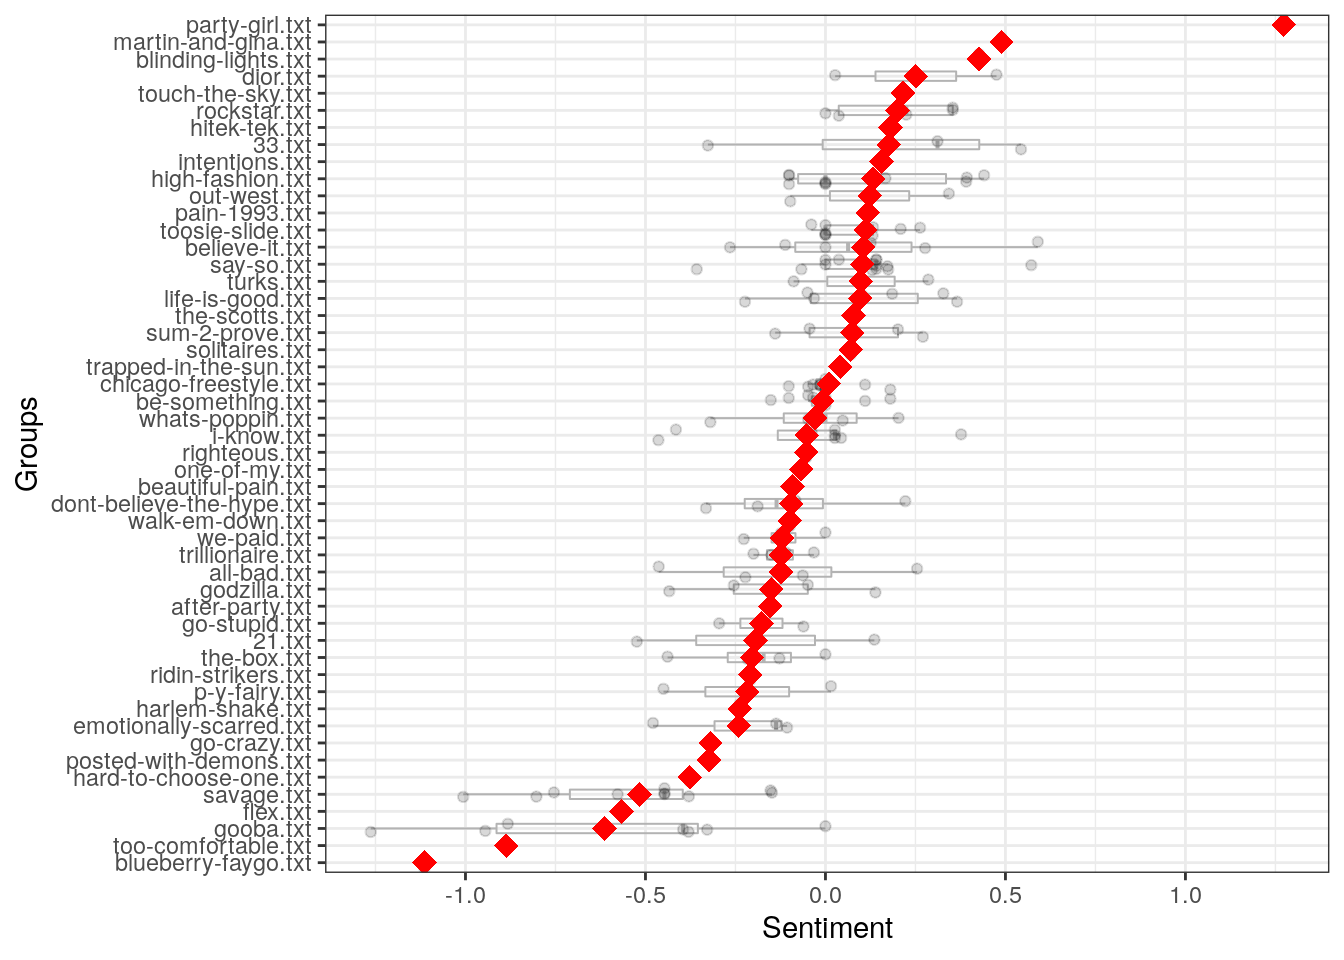 party-girl.txt
martin-and-gina.txt
blinding-lights.txt
dior.txt
touch-the-sky.txt
rockstar.txt
hitek-tek.txt
33.txt
intentions.txt
high-fashion.txt
out-west.txt
pain-1993.txt
toosie-slide.txt
believe-it.txt
say-so.txt
turks.txt
life-is-good.txt
the-scotts.txt
sum-2-prove.txt
solitaires.txt
trapped-in-the-sun.txt
chicago-freestyle.txt
be-something.txt
whats-poppin.txt
i-know.txt
righteous.txt
one-of-my.txt
beautiful-pain.txt
dont-believe-the-hype.txt
walk-em-down.txt
we-paid.txt
trillionaire.txt
all-bad.txt
godzilla.txt
after-party.txt
go-stupid.txt
21.txt
the-box.txt
ridin-strikers.txt
p-y-fairy.txt
harlem-shake.txt
emotionally-scarred.txt
go-crazy.txt
posted-with-demons.txt
hard-to-choose-one.txt
savage.txt
flex.txt
gooba.txt
too-comfortable.txt
blueberry-faygo.txt
Groups
-1.0 -0.5 0.0 0.5 1.0
Sentiment